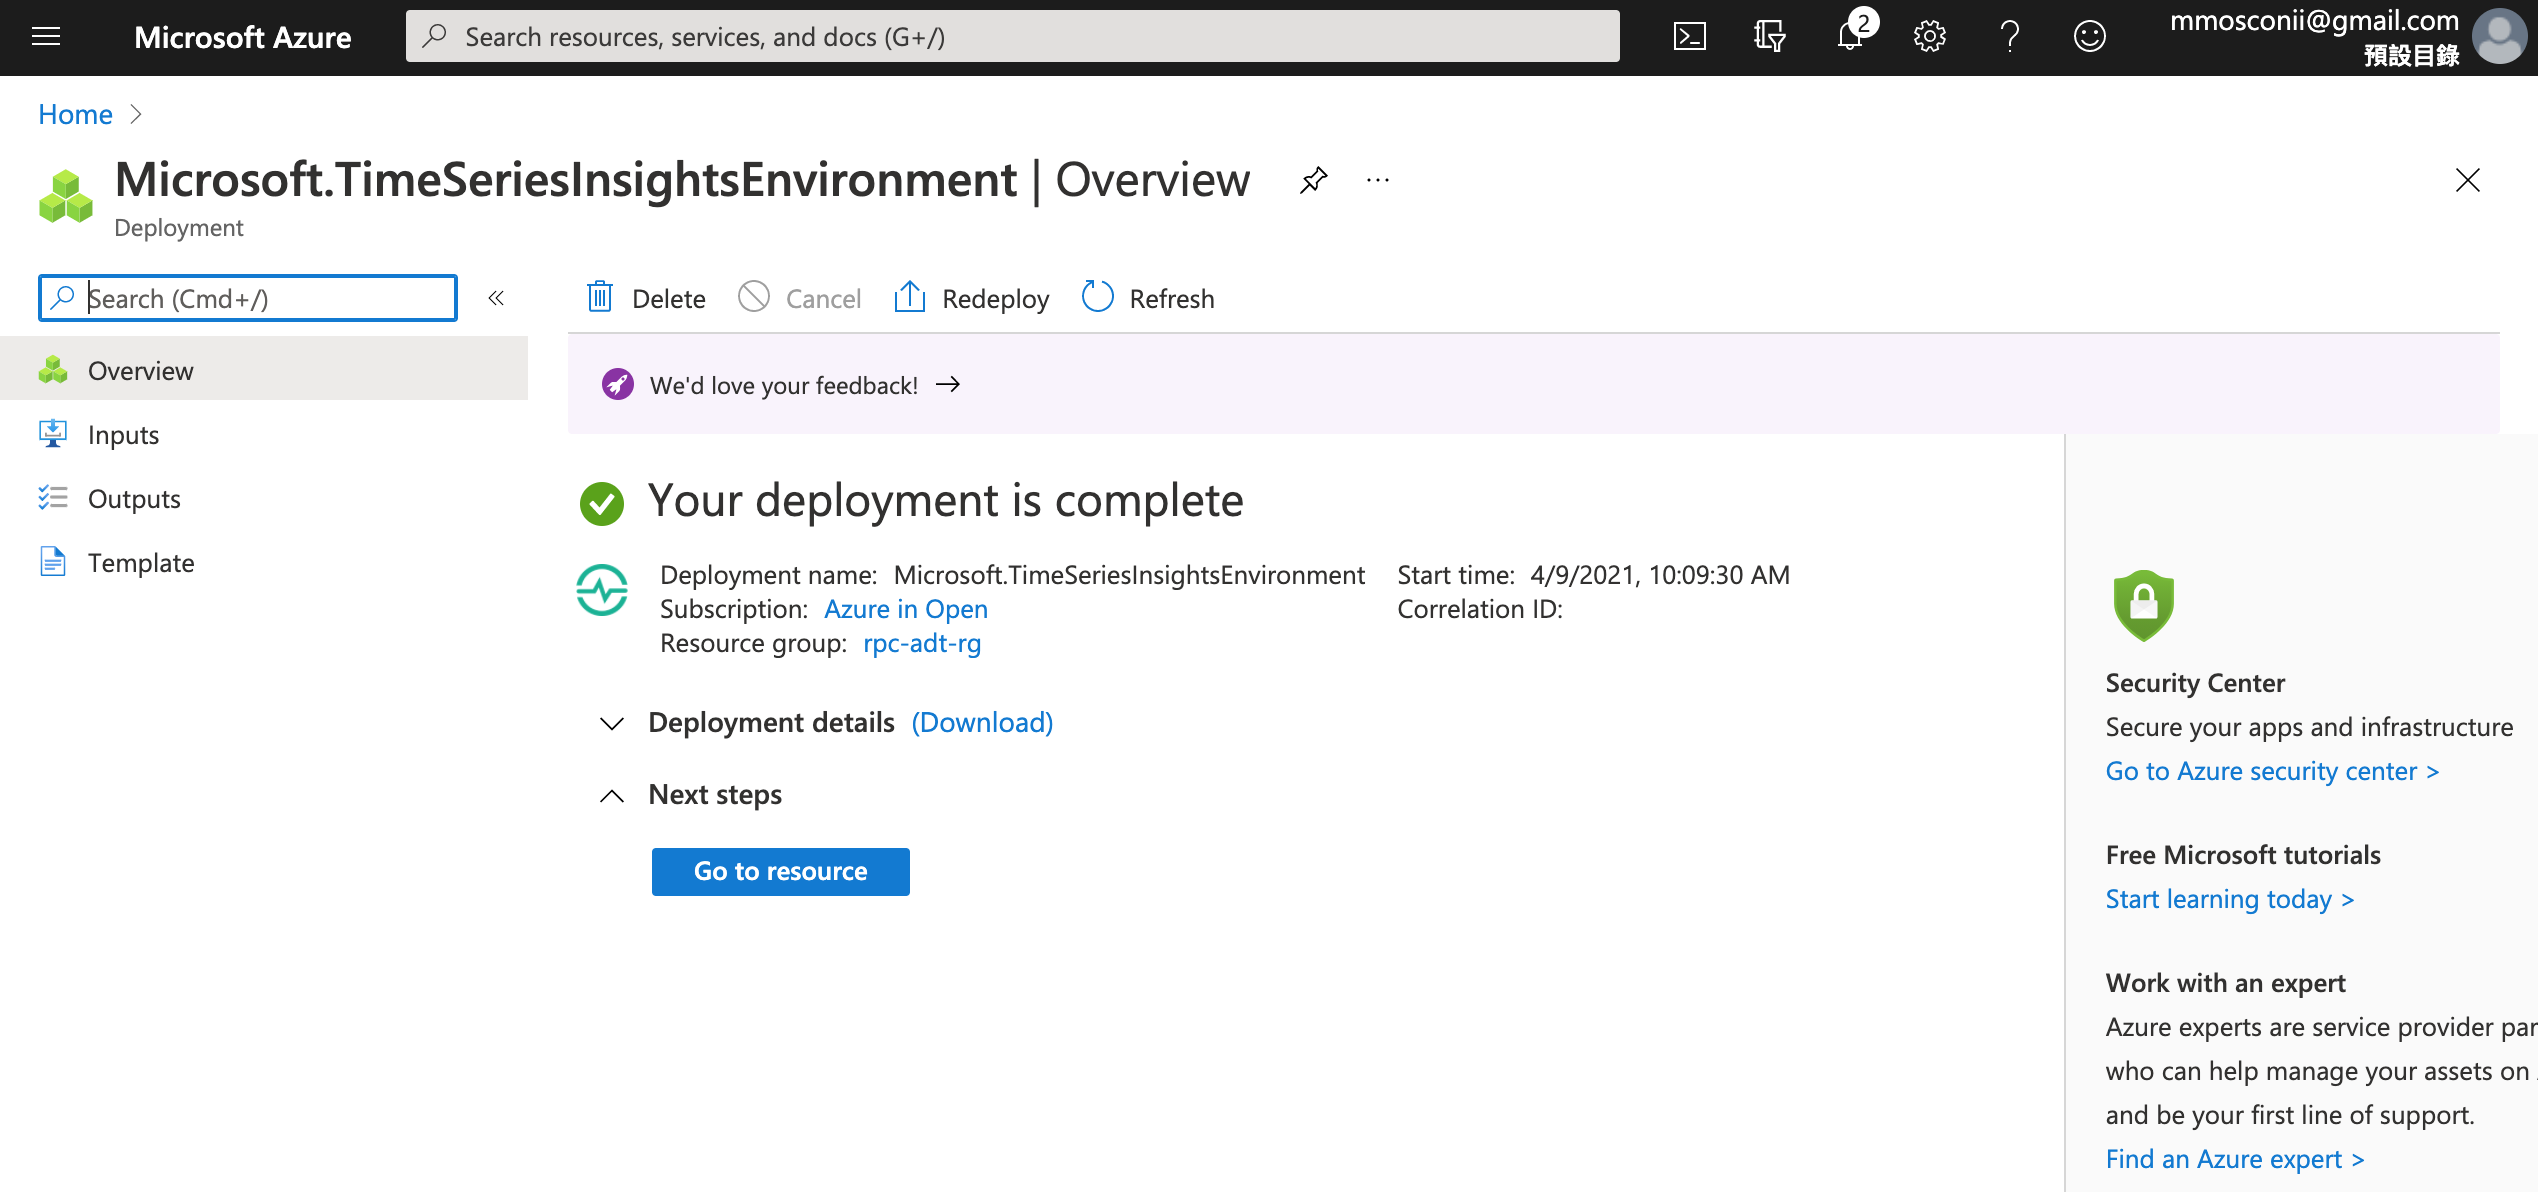 Microsoft Azure
Search resources, services, and docs (G+/)
2
mmosconii@gmail.com
預設目錄
Home
Microsoft.TimeSeriesInsightsEnvironment | Overview
Deployment
Search (Cmd+/)
Overview
Inputs
Outputs
Template
Delete
Cancel
Redeploy
Refresh
We'd love your feedback!
Your deployment is complete
Deployment name: Microsoft.TimeSeriesInsightsEnvironment
Subscription: Azure in Open
Resource group: rpc-adt-rg
Start time: 4/9/2021, 10:09:30 AM
Correlation ID:
Deployment details (Download)
Next steps
Go to resource
Security Center
Secure your apps and infrastructure
Go to Azure security center >
Free Microsoft tutorials
Start learning today >
Work with an expert
Azure experts are service provider par
who can help manage your assets on
and be your first line of support.
Find an Azure expert >